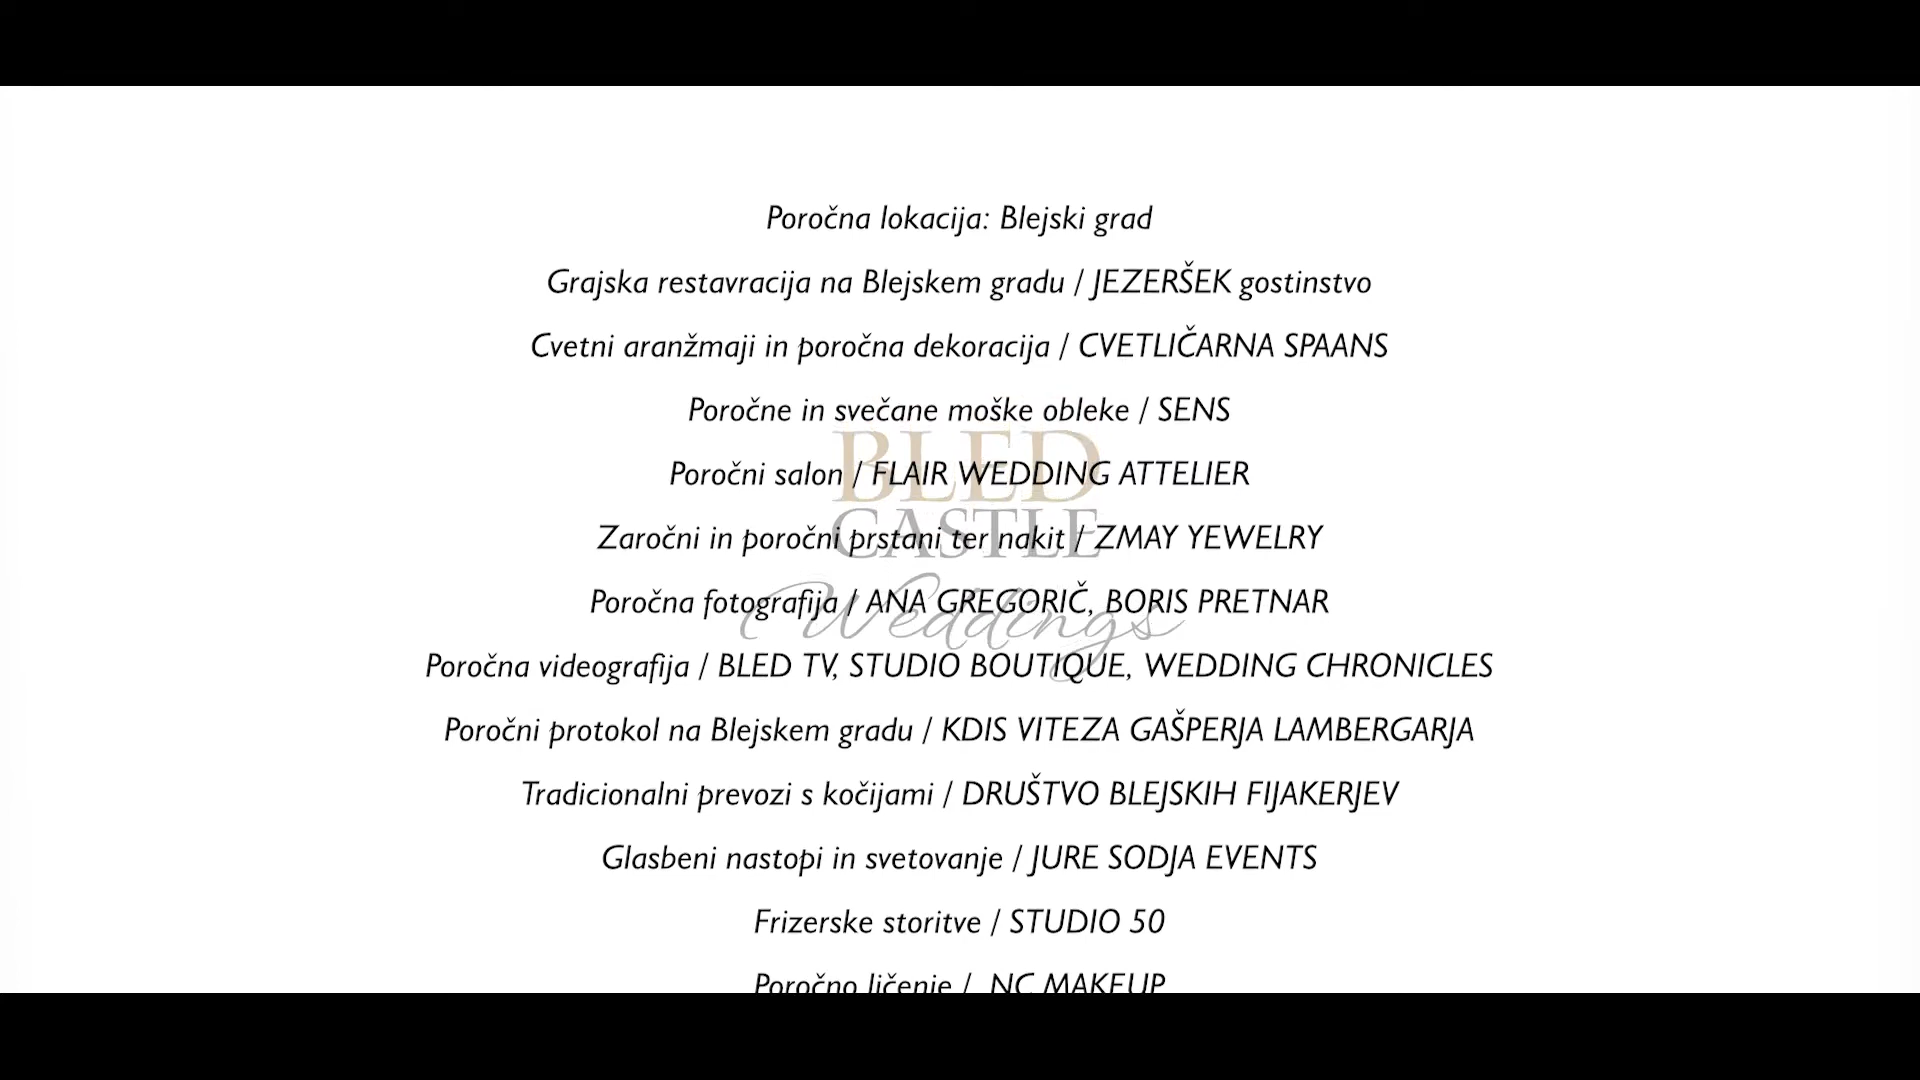 Poročna lokacija: Blejski grad
Grajska restavracija na Blejskem gradu / JEZERŠEK gostinstvo
Cvetni aranžmaji in poročna dekoracija / CVETLIČARNA SPAANS
Poročne in svečane moške obleke / SENS
BLED
Poročni salon / FLAIR WEDDING ATTELIER
CASTLE
Zaročni in poročni prstani ter nakit / ZMAY YEWELRY
Poročna fotografija / ANA GREGORIČ, BORIS PRETNAR
Weddings
Poročna videografija / BLED TV, STUDIO BOUTIQUE, WEDDING CHRONICLES
Poročni protokol na Blejskem gradu / KDIS VITEZA GAŠPERJA LAMBERGARJA
Tradicionalni prevozi s kočijami / DRUŠTVO BLEJSKIH FIJAKERJEV
Glasbeni nastopi in svetovanje / JURE SODJA EVENTS
Frizerske storitve / STUDIO 50
Poročno ličenje / NC MAKEUP